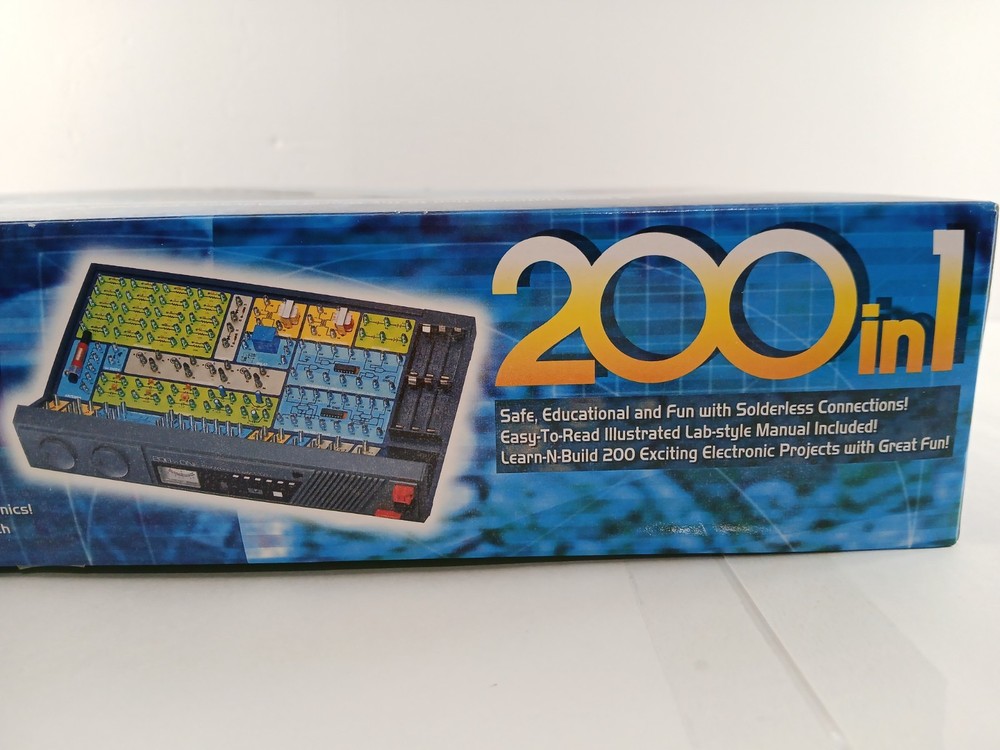 200in1
Safe, Educational and Fun with Solderless Connections!
Easy-To-Read Illustrated Lab-style Manual Included!
Learn-N-Build 200 Exciting Electronic Projects with Great Fun!
nics!